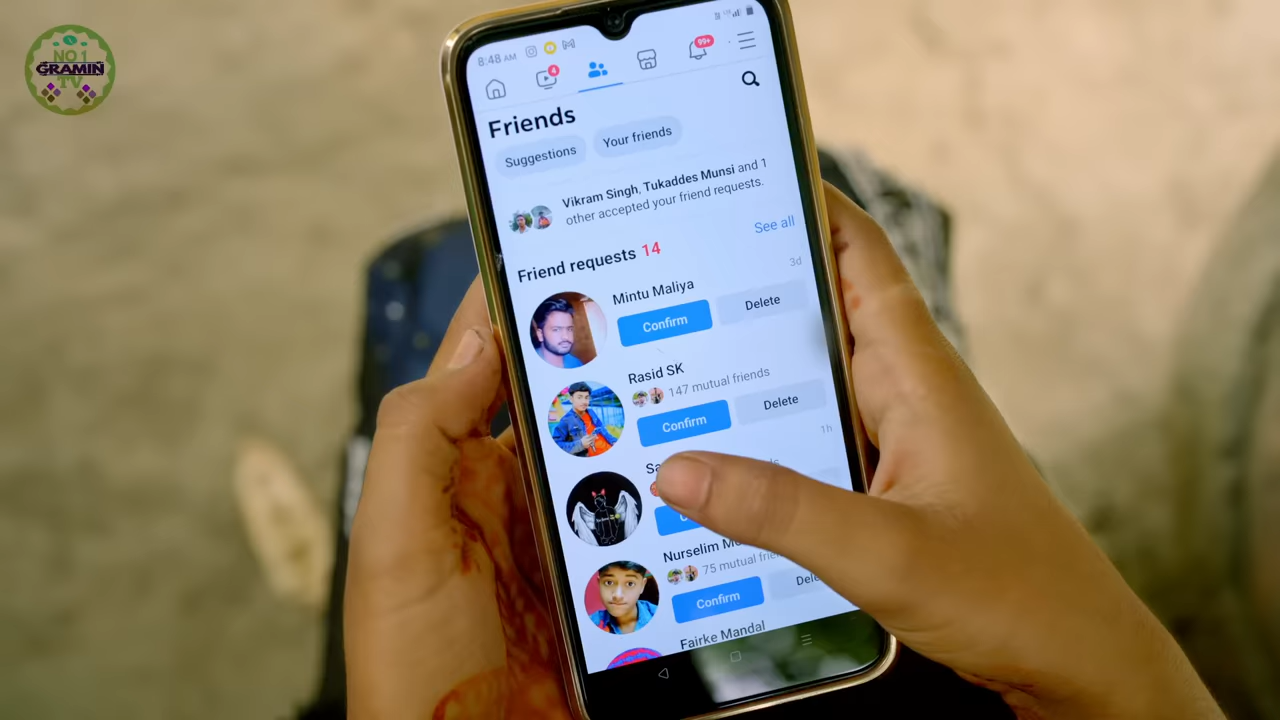 NO 1
GRAMIN
TV
8:48 AM
4
99+
Friends
Suggestions
Your friends
Vikram Singh, Tukaddes Munsi and 1
other accepted your friend requests.
Friend requests 14
See all
Mintu Maliya
3d
Confirm
Delete
Rasid SK
147 mutual friends
Confirm
Delete
1h
Nurselim
75 mutual
Confirm
Fairke Mandal